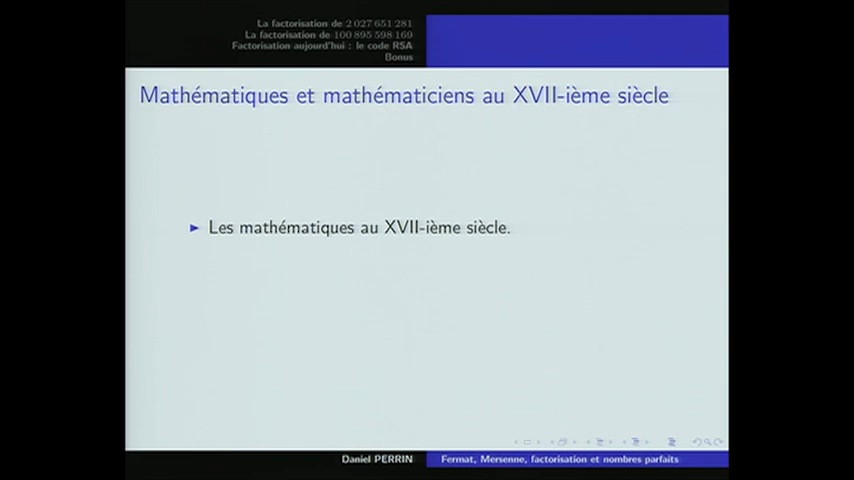 La factorisation de 2 027 651 281
La factorisation de 100 895 598 169
Factorisation aujourd'hui : le code RSA
Bonus
Mathématiques et mathématiciens au XVII-ième siècle
Les mathématiques au XVII-ième siècle.
Daniel PERRIN
Fermat, Mersenne, factorisation et nombres parfaits